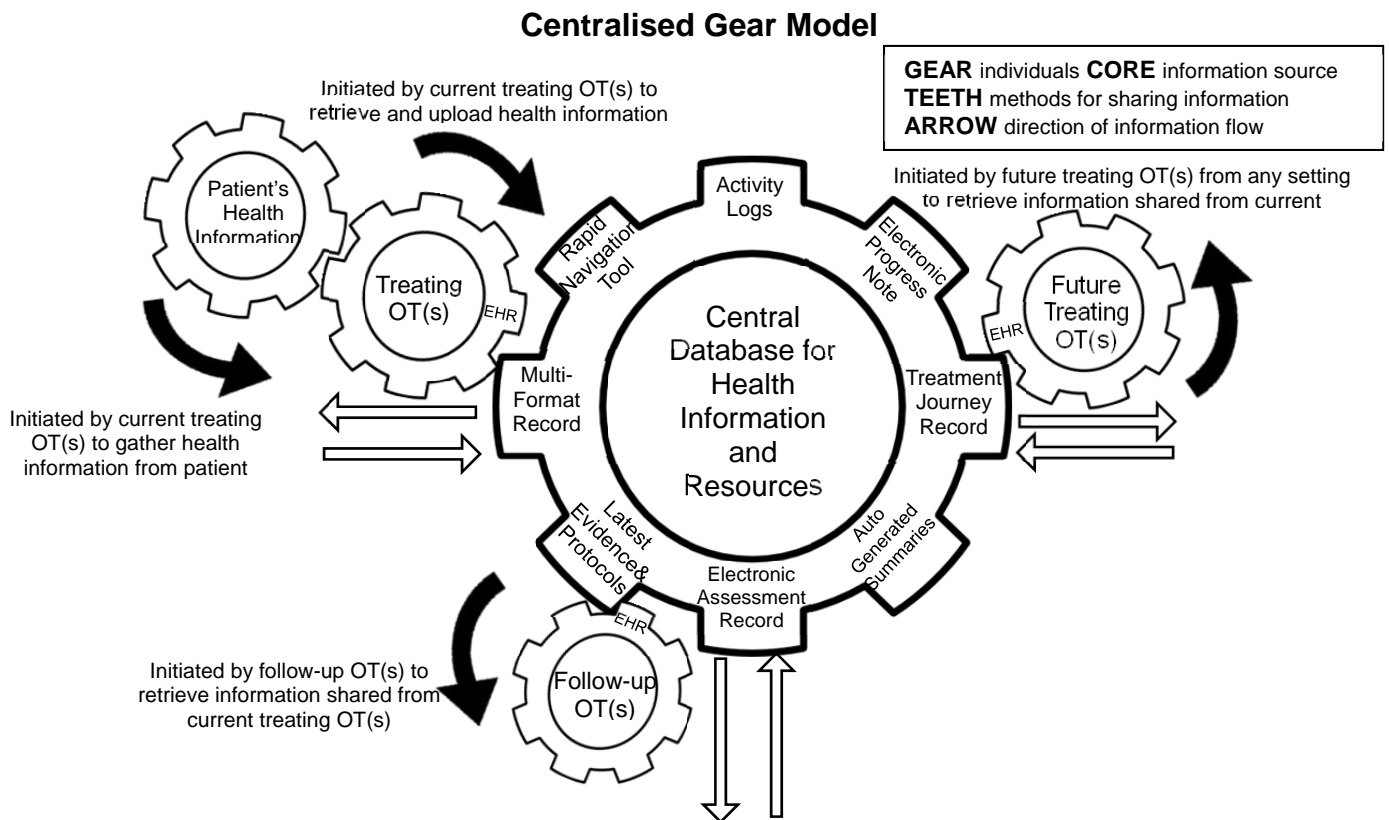 Centralised Gear Model
GEAR individuals CORE information source
TEETH methods for sharing information
ARROW direction of information flow
Initiated by current treating OT(s) to
retrieve and upload health information
Initiated by future treating OT(s) from any setting
to retrieve information shared from current
Patient's
Health
Information
Treating
OT(s)
EHR
Rapid
Navigation
Tool
Activity
Logs
Electronic
Progress
Note
Future
Treating
OT(s)
EHR
Central
Database for
Health
Information
and
Resources
Multi-
Format
Record
Treatment
Journey
Record
Initiated by current treating
OT(s) to gather health
information from patient
Latest
Evidence&
Protocols
Electronic
Assessment
Record
Auto
Generated
Summaries
EHR
Follow-up
OT(s)
Initiated by follow-up OT(s) to
retrieve information shared from
current treating OT(s)